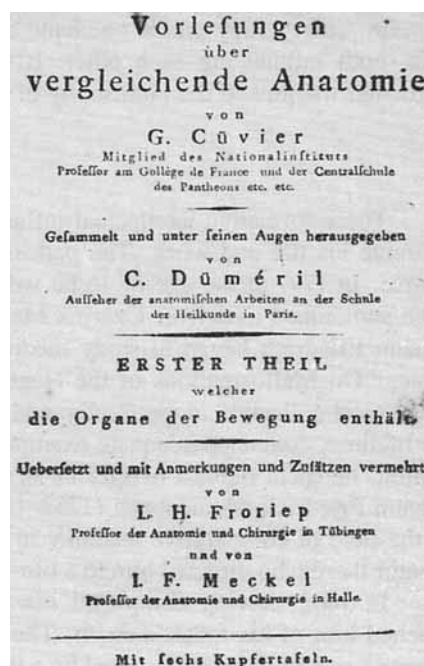 Vorleſungen
über
vergleichende Anatomie
von
G. Cüvier
Mitglied des Nationalinſtituts
Profeſſor am Gollège de France und der Centralſchule
des Pantheons etc. etc.
Geſammelt und unter ſeinen Augen herausgegeben
von
C. Düméril
Aufſeher der anatomiſchen Arbeiten an der Schule
der Heilkunde in Paris.
ERSTER THEIL
welcher
die Organe der Bewegung enthält.
Ueberſetzt und mit Anmerkungen und Zuſätzen vermehrt
von
L. H. Froriep
Profeſſor der Anatomie und Chirurgie in Tübingen
und von
I. F. Meckel
Profeſſor der Anatomie und Chirurgie in Halle.
Mit ſechs Kupfertafeln.